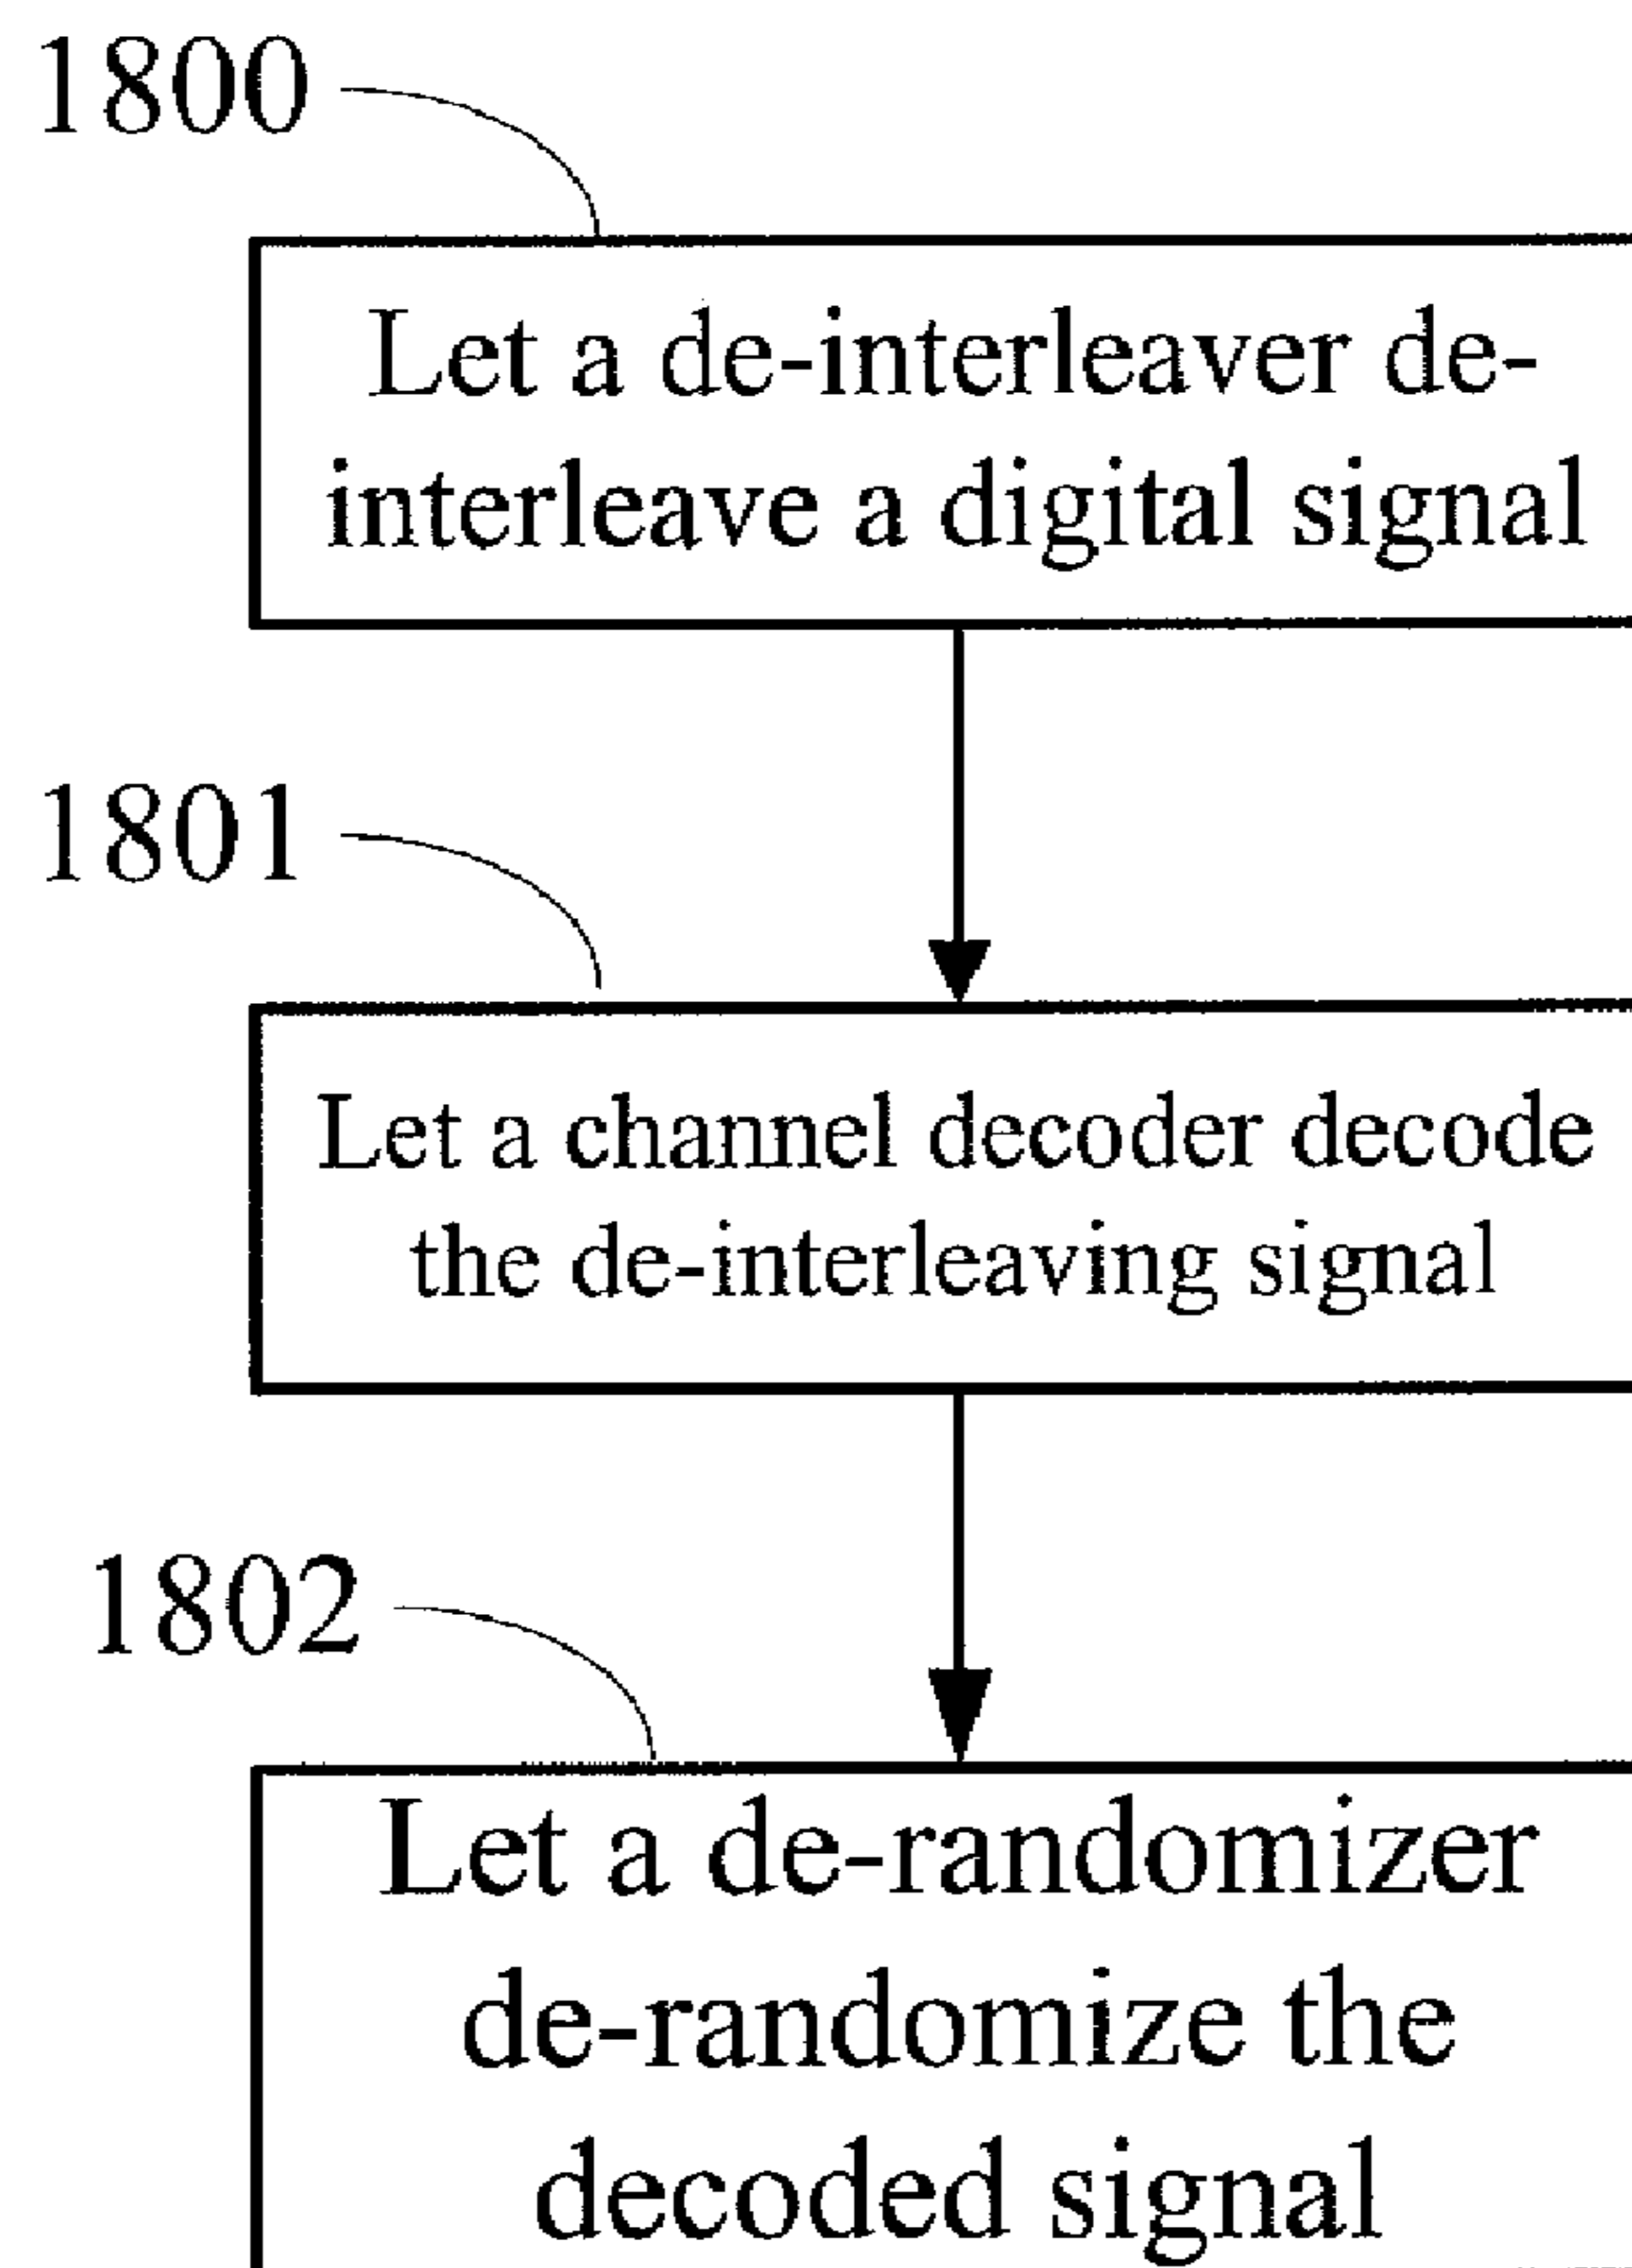 1800
Let a de-interleaver de-
interleave a digital signal
1801
Let a channel decoder decode
the de-interleaving signal
1802
Let a de-randomizer
de-randomize the
decoded signal